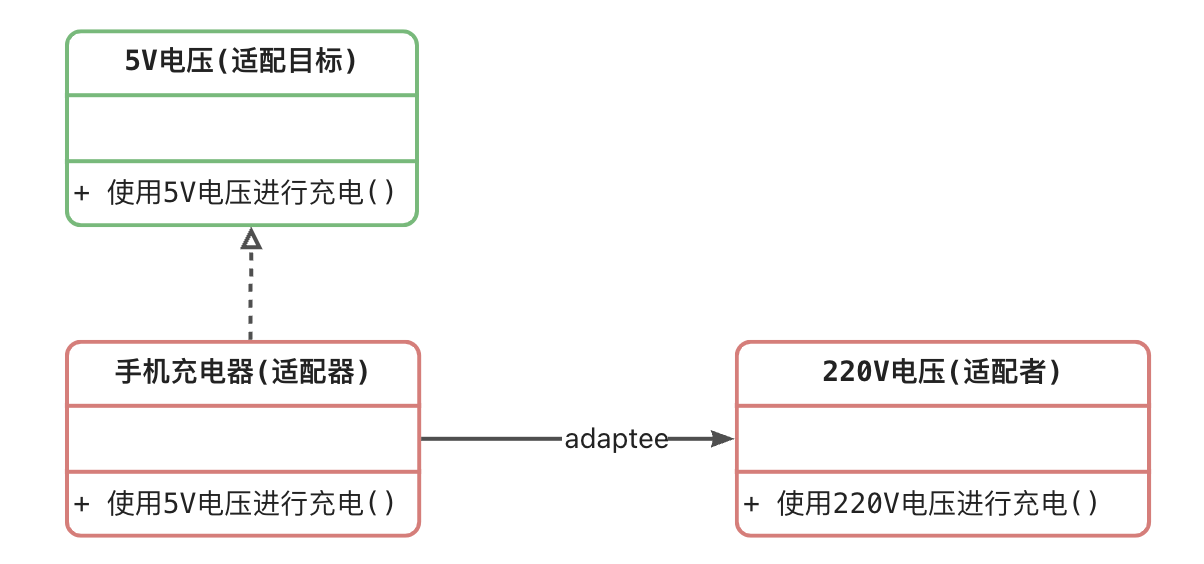 5V电压(适配目标)
+ 使用5V电压进行充电()
手机充电器(适配器)
+ 使用5V电压进行充电()
adaptee
220V电压(适配者)
+ 使用220V电压进行充电()